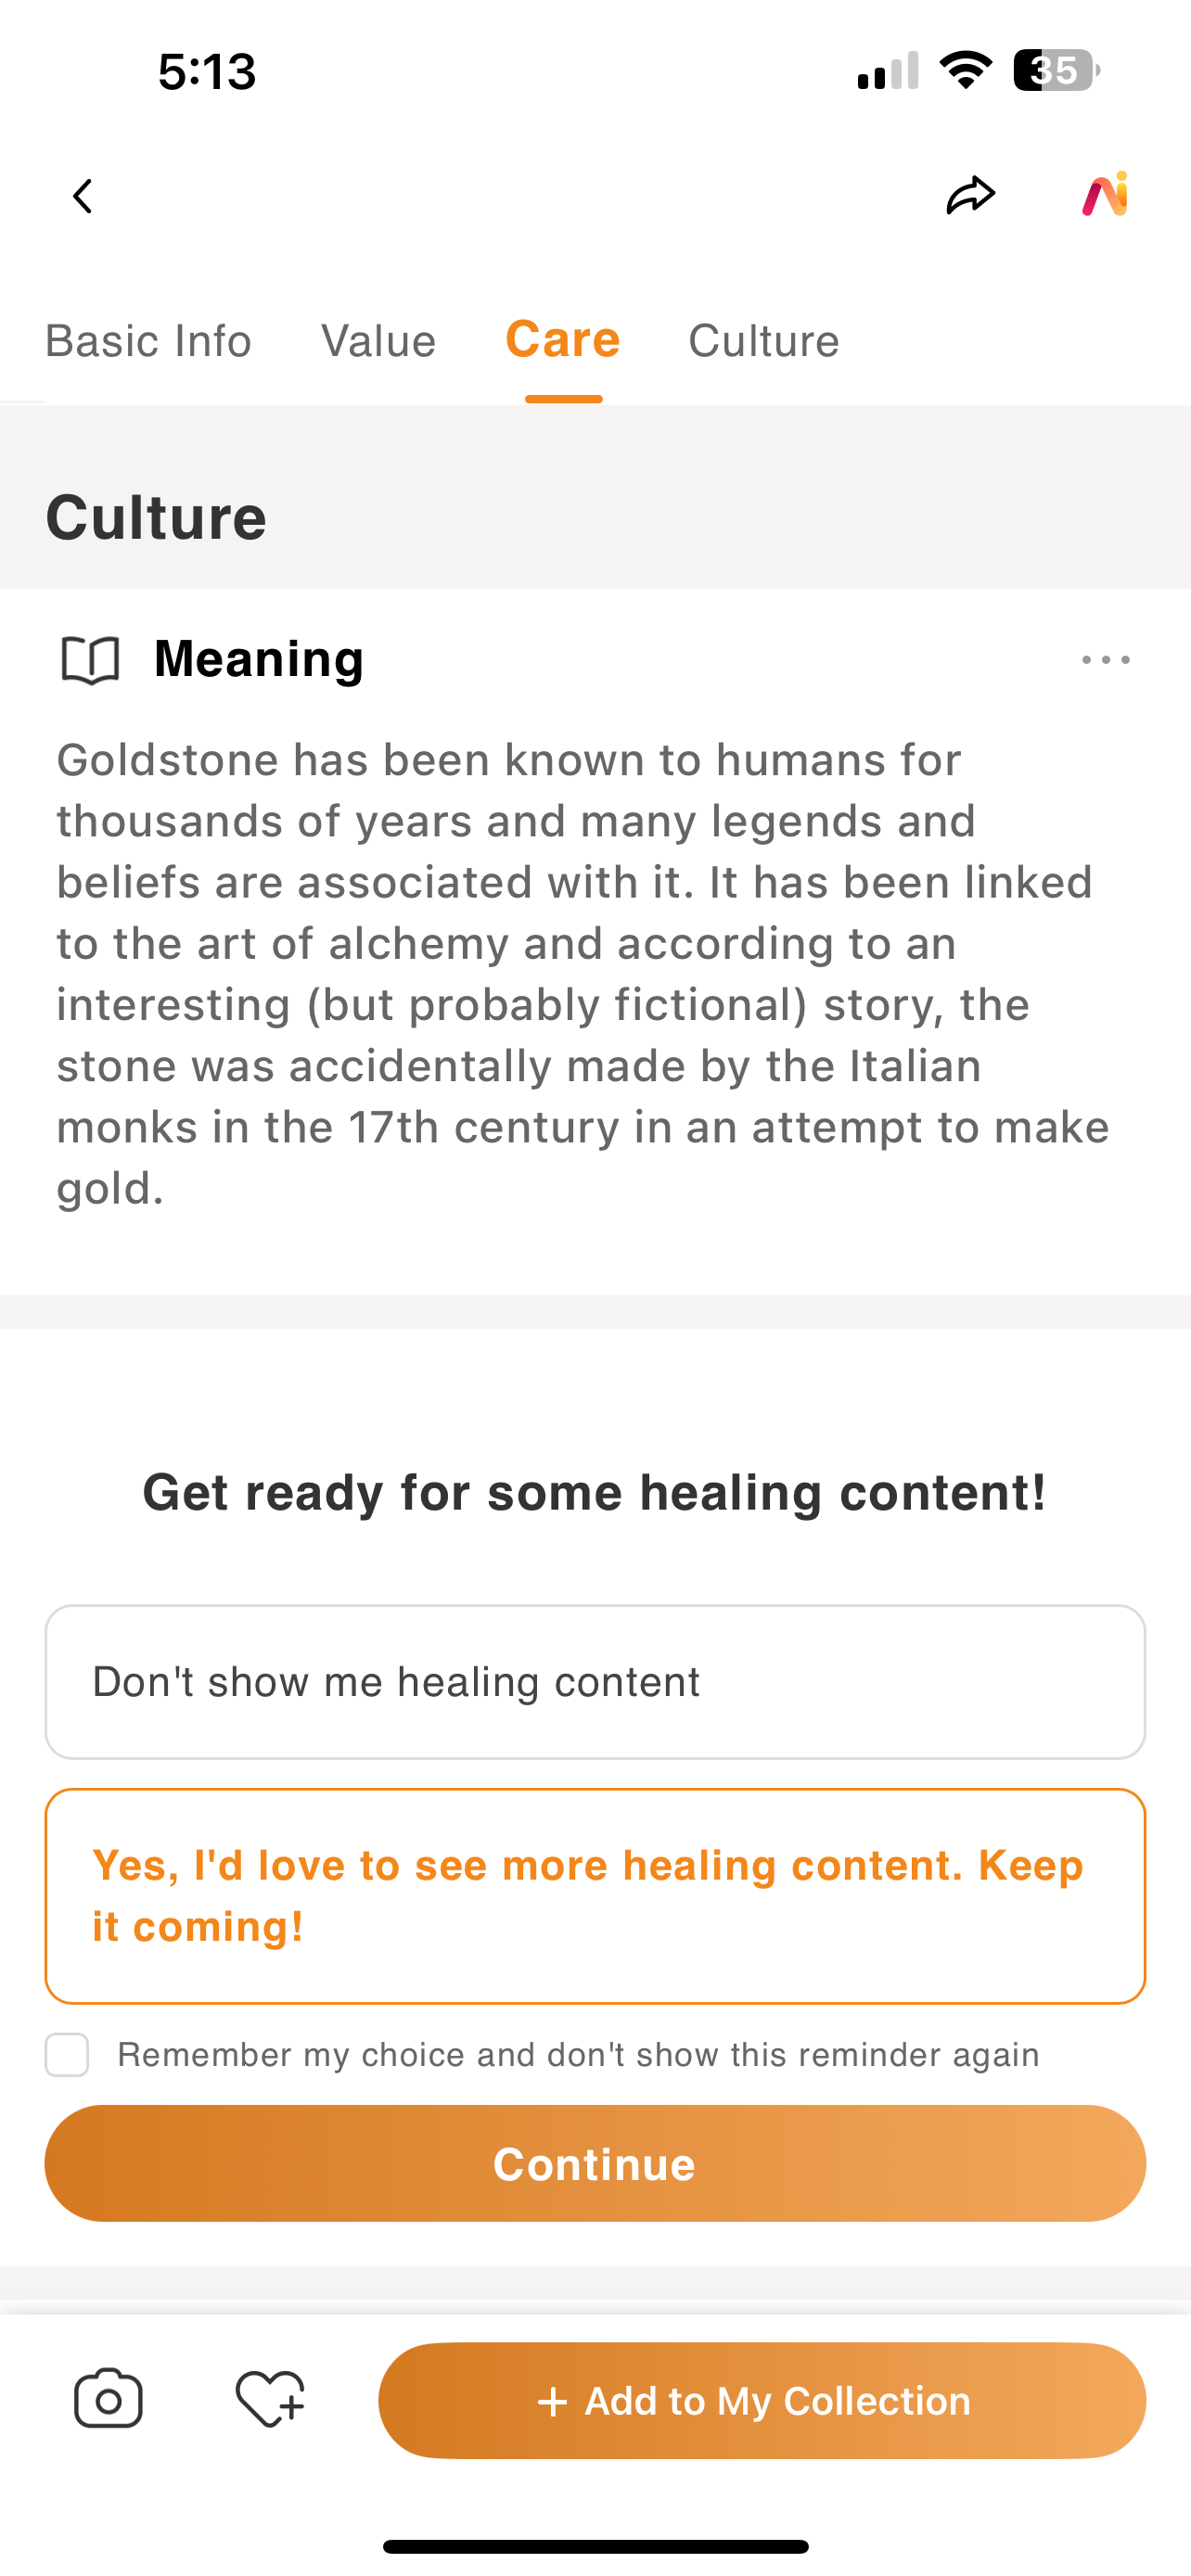 5:13
35
Basic Info Value Care Culture
Culture
Meaning
Goldstone has been known to humans for
thousands of years and many legends and
beliefs are associated with it. It has been linked
to the art of alchemy and according to an
interesting (but probably fictional) story, the
stone was accidentally made by the Italian
monks in the 17th century in an attempt to make
gold.
Get ready for some healing content!
Don't show me healing content
Yes, I'd love to see more healing content. Keep
it coming!
Remember my choice and don't show this reminder again
Continue
+ Add to My Collection